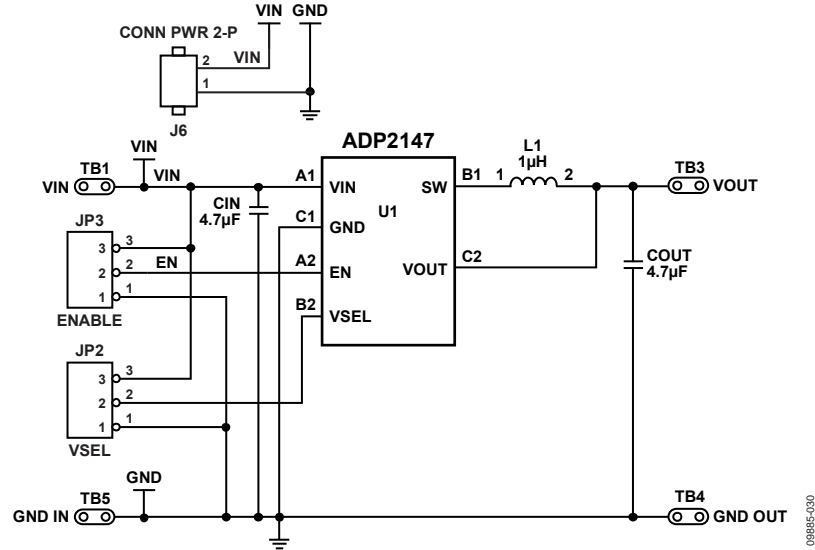 VIN GND
CONN PWR 2-P
2 VIN
1
J6
ADP2147
VIN
TB1
VIN
VIN
A1
VIN
SW
B1
1
L1
1µH
2
TB3
VOUT
CIN
4.7µF
U1
C1
GND
JP3
3 3
2 2
EN
A2
EN
VOUT
C2
COUT
4.7µF
1 1
ENABLE
B2
VSEL
JP2
3 3
2 2
1 1
VSEL
GND
TB5
GND IN
TB4
GND OUT
09885-030